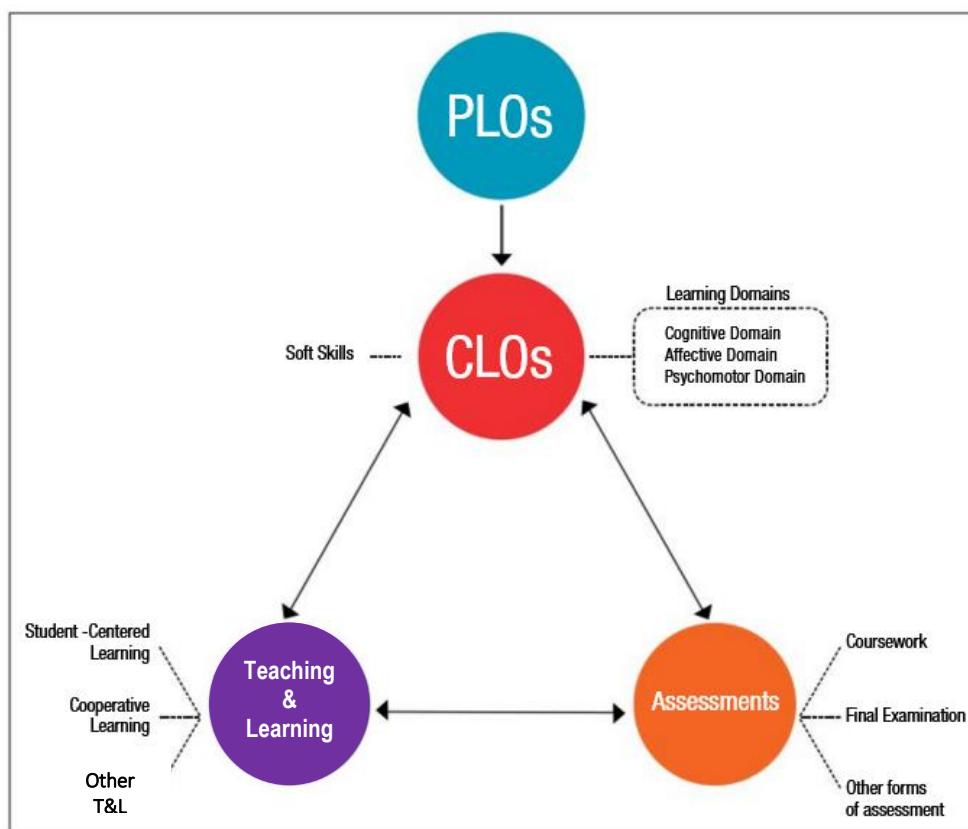 PLOs
Learning Domains
Soft Skills
CLOs
Cognitive Domain
Affective Domain
Psychomotor Domain
Student -Centered
Learning
Cooperative
Learning
Other
T&L
Teaching
&
Learning
Assessments
Coursework
Final Examination
Other forms
of assessment